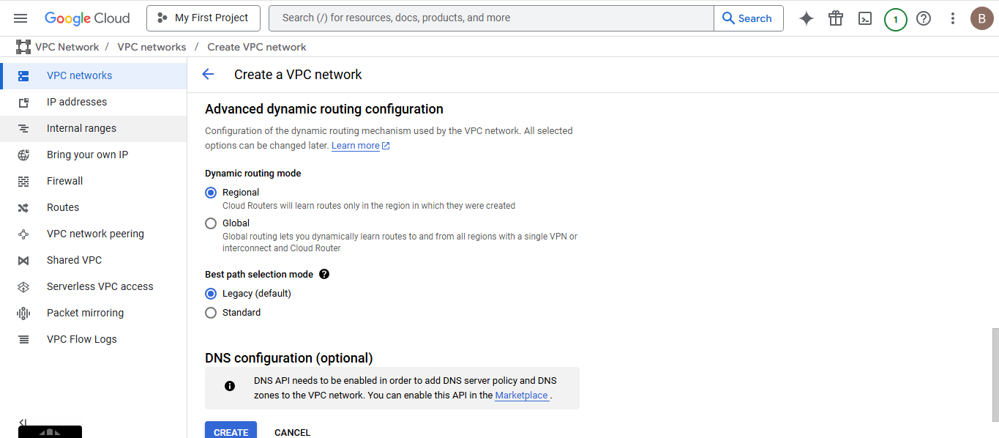 Google Cloud
My First Project
Search (/) for resources, docs, products, and more
Search
1
B
VPC Network / VPC networks / Create VPC network
VPC networks
IP addresses
Internal ranges
Bring your own IP
Firewall
Routes
VPC network peering
Shared VPC
Serverless VPC access
Packet mirroring
VPC Flow Logs
Create a VPC network
Advanced dynamic routing configuration
Configuration of the dynamic routing mechanism used by the VPC network. All selected
options can be changed later. Learn more
Dynamic routing mode
Regional
Cloud Routers will learn routes only in the region in which they were created
Global
Global routing lets you dynamically learn routes to and from all regions with a single VPN or
interconnect and Cloud Router
Best path selection mode
Legacy (default)
Standard
DNS configuration (optional)
DNS API needs to be enabled in order to add DNS server policy and DNS
zones to the VPC network. You can enable this API in the Marketplace .
CREATE
CANCEL